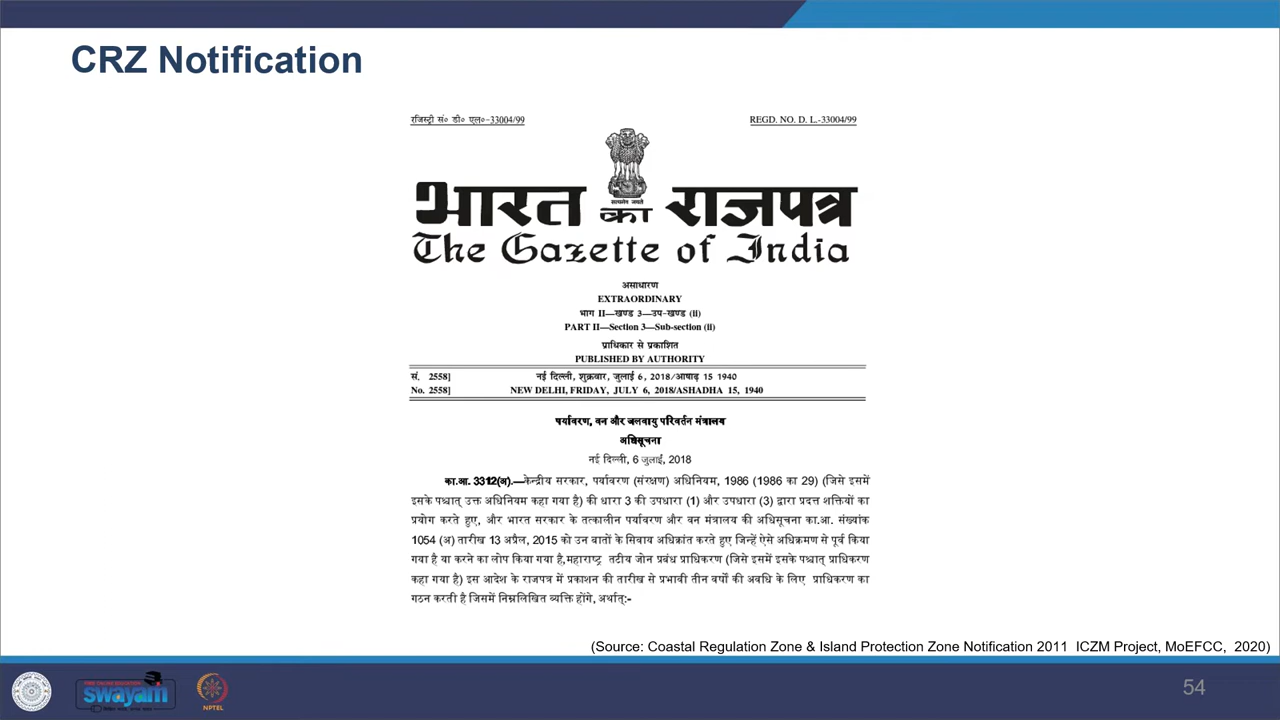 CRZ Notification
रजिस्ट्री सं० डी० एल०-33004/99
REGD. NO. D. L.-33004/99
सत्यमेव जयते
भारत का राजपत्र
The Gazette of India
असाधारण
EXTRAORDINARY
भाग II—खण्ड 3—उप-खण्ड (ii)
PART II—Section 3—Sub-section (ii)
प्राधिकार से प्रकाशित
PUBLISHED BY AUTHORITY
सं. 2558] नई दिल्ली, शुक्रवार, जुलाई 6, 2018/आषाढ़ 15 1940
No. 2558] NEW DELHI, FRIDAY, JULY 6, 2018/ASHADHA 15, 1940
पर्यावरण, वन और जलवायु परिवर्तन मंत्रालय
अधिसूचना
नई दिल्ली, 6 जुलाई, 2018
का.आ. 3312(अ).—केन्द्रीय सरकार, पर्यावरण (संरक्षण) अधिनियम, 1986 (1986 का 29) (जिसे इसमें
इसके पश्चात् उक्त अधिनियम कहा गया है) की धारा 3 की उपधारा (1) और उपधारा (3) द्वारा प्रदत्त शक्तियों का
प्रयोग करते हुए, और भारत सरकार के तत्कालीन पर्यावरण और वन मंत्रालय की अधिसूचना का.आ. संख्यांक
1054 (अ) तारीख 13 अप्रैल, 2015 को उन बातों के सिवाय अधिक्रांत करते हुए जिन्हें ऐसे अधिक्रमण से पूर्व किया
गया है या करने का लोप किया गया है,महाराष्ट्र तटीय जोन प्रबंध प्राधिकरण (जिसे इसमें इसके पश्चात् प्राधिकरण
कहा गया है) इस आदेश के राजपत्र में प्रकाशन की तारीख से प्रभावी तीन वर्षों की अवधि के लिए प्राधिकरण का
गठन करती है जिसमें निम्नलिखित व्यक्ति होंगे, अर्थात्:-
(Source: Coastal Regulation Zone & Island Protection Zone Notification 2011 ICZM Project, MoEFCC, 2020)
swayam
NPTEL
54